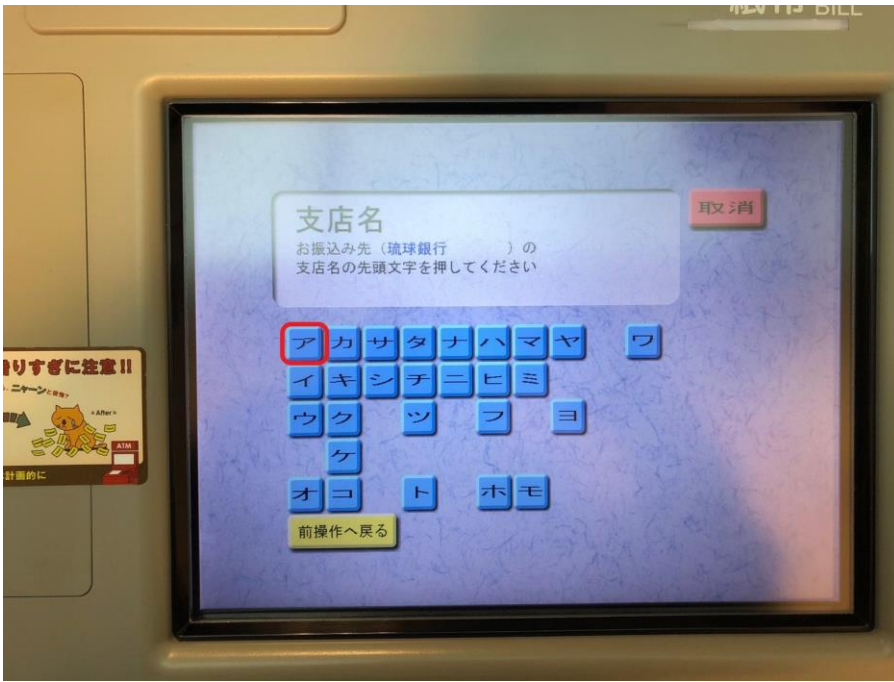 紙幣 BILL
支店名
取消
お振込み先（琉球銀行　　　）の
支店名の先頭文字を押してください
ア カ サ タ ナ ハ マ ヤ ワ
イ キ シ チ ニ ヒ ミ
ウ ク ツ フ ヨ
ケ
オ コ ト ホ モ
前操作へ戻る
りすぎに注意!!
ニャーンと
After
ATM
計画的に